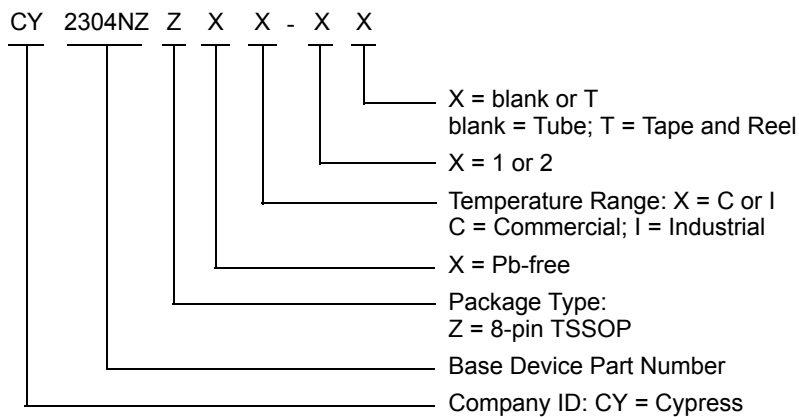 CY 2304NZ Z X X - X X
X = blank or T
blank = Tube; T = Tape and Reel
X = 1 or 2
Temperature Range: X = C or I
C = Commercial; I = Industrial
X = Pb-free
Package Type:
Z = 8-pin TSSOP
Base Device Part Number
Company ID: CY = Cypress